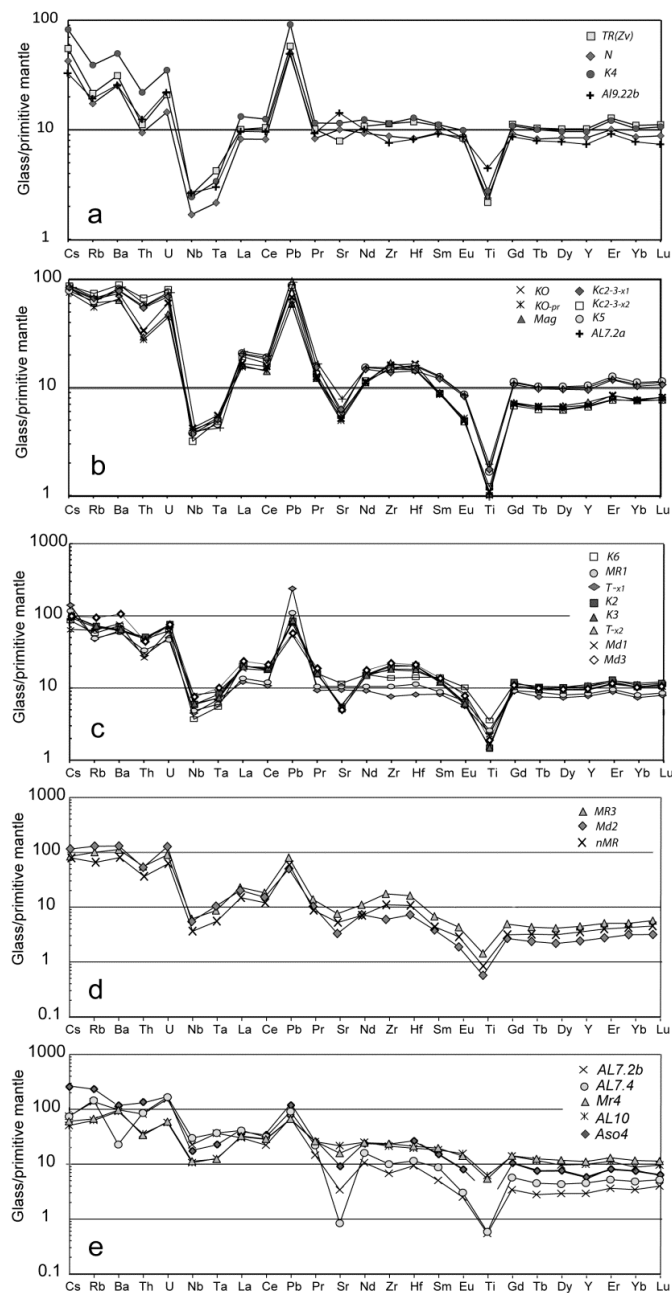 Glass/primitive mantle
100
10
1
TR(Zv)
N
K4
Al9.22b
a
Cs Rb Ba Th U Nb Ta La Ce Pb Pr Sr Nd Zr Hf Sm Eu Ti Gd Tb Dy Y Er Yb Lu
Glass/primitive mantle
100
10
1
KO
KO-pr
Mag
Kc2-3-x1
Kc2-3-x2
K5
AL7.2a
b
Cs Rb Ba Th U Nb Ta La Ce Pb Pr Sr Nd Zr Hf Sm Eu Ti Gd Tb Dy Y Er Yb Lu
Glass/primitive mantle
1000
100
10
1
K6
MR1
T-x1
K2
K3
T-x2
Md1
Md3
c
Cs Rb Ba Th U Nb Ta La Ce Pb Pr Sr Nd Zr Hf Sm Eu Ti Gd Tb Dy Y Er Yb Lu
Glass/primitive mantle
1000
100
10
1
0.1
MR3
Md2
nMR
d
Cs Rb Ba Th U Nb Ta La Ce Pb Pr Sr Nd Zr Hf Sm Eu Ti Gd Tb Dy Y Er Yb Lu
Glass/primitive mantle
1000
100
10
1
0.1
AL7.2b
AL7.4
Mr4
AL10
Aso4
e
Cs Rb Ba Th U Nb Ta La Ce Pb Pr Sr Nd Zr Hf Sm Eu Ti Gd Tb Dy Y Er Yb Lu